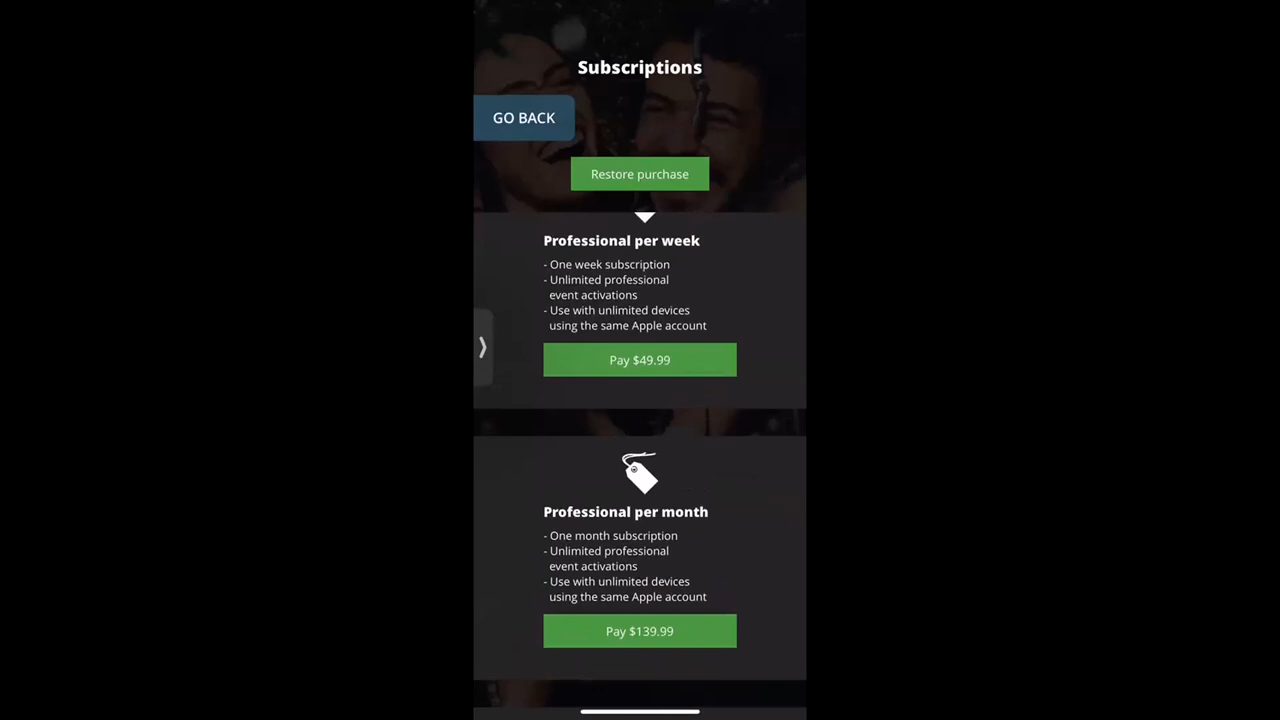 Subscriptions
GO BACK
Restore purchase
Professional per week
- One week subscription
- Unlimited professional
event activations
- Use with unlimited devices
using the same Apple account
Pay $49.99
Professional per month
- One month subscription
- Unlimited professional
event activations
- Use with unlimited devices
using the same Apple account
Pay $139.99